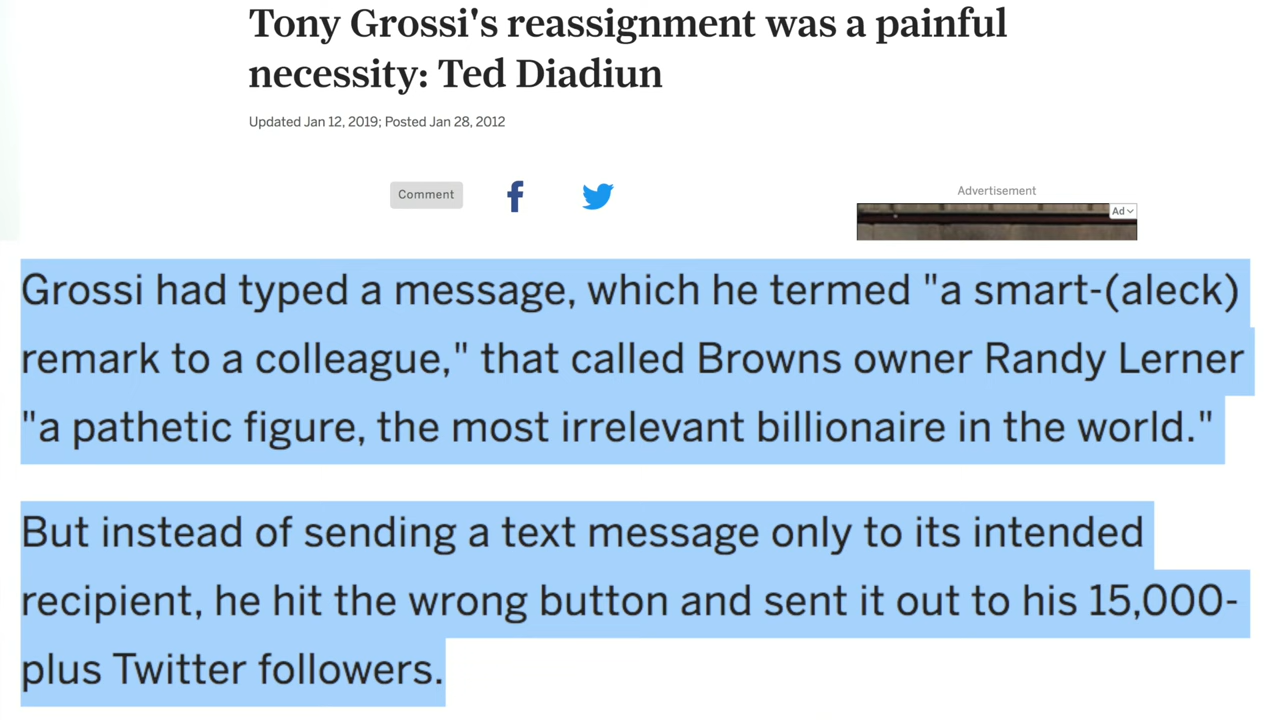 Tony Grossi's reassignment was a painful
necessity: Ted Diadiun
Updated Jan 12, 2019; Posted Jan 28, 2012
Comment
Advertisement
Ad
Grossi had typed a message, which he termed "a smart-(aleck)
remark to a colleague," that called Browns owner Randy Lerner
"a pathetic figure, the most irrelevant billionaire in the world."
But instead of sending a text message only to its intended
recipient, he hit the wrong button and sent it out to his 15,000-
plus Twitter followers.